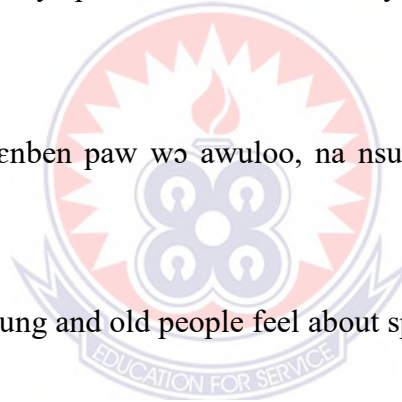 ɛnben paw wɔ awuloo, na nsu
ung and old people feel about sp
EDUCATION FOR SERVICE